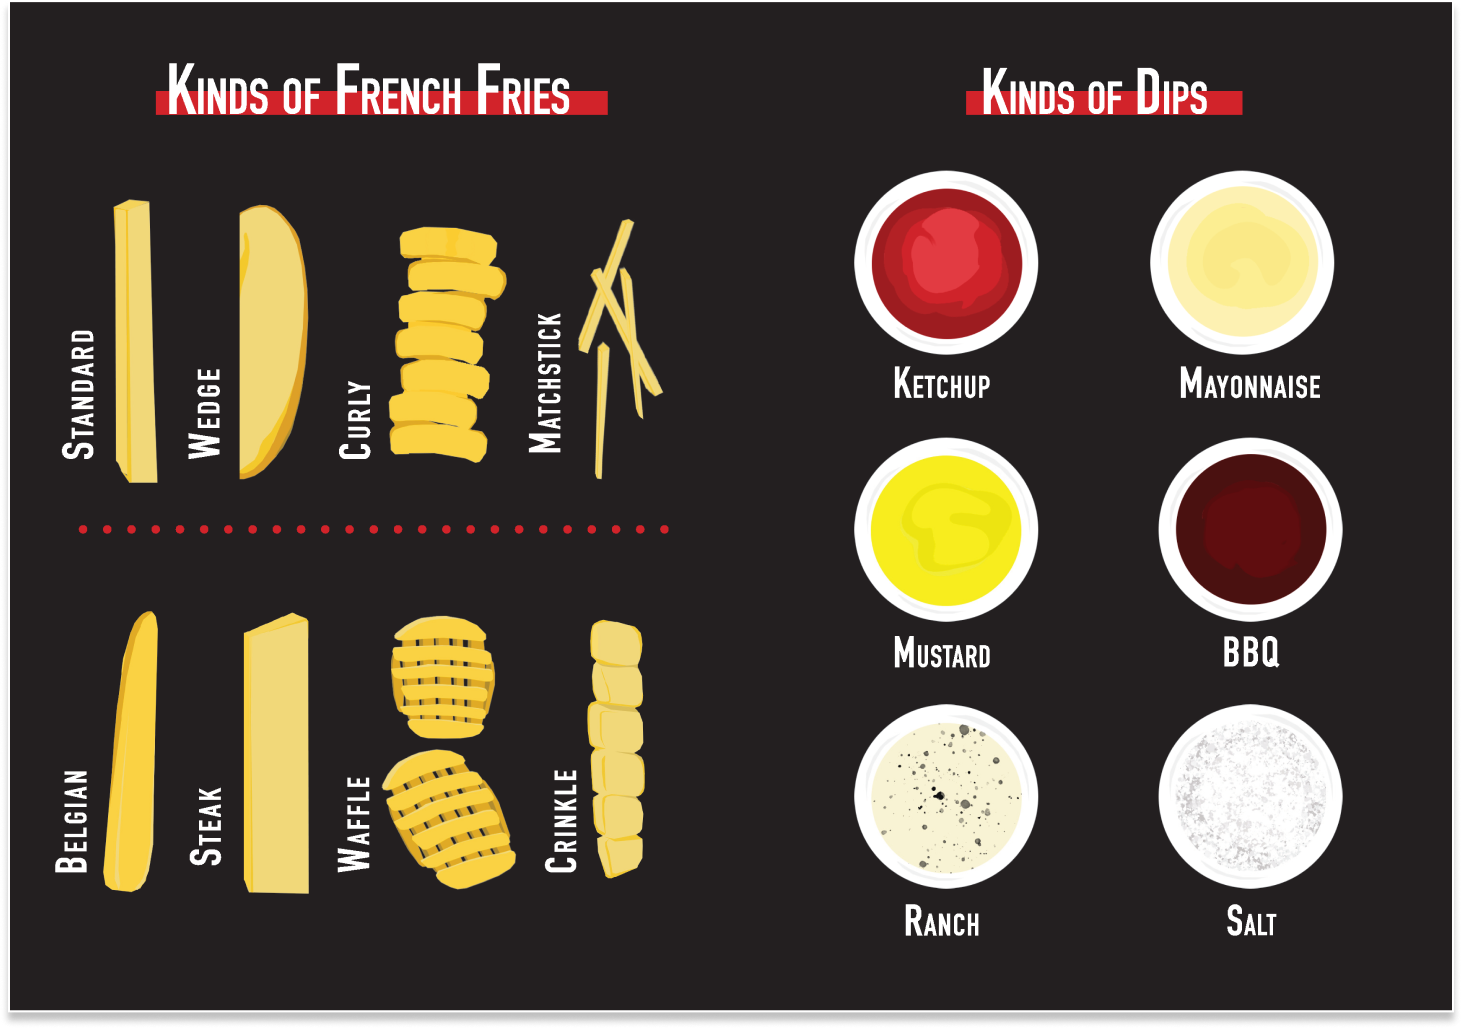 Kinds of French Fries
Standard
Wedge
Curly
Matchstick
Belgian
Steak
Waffle
Crinkle
Kinds of Dips
Ketchup
Mayonnaise
Mustard
BBQ
Ranch
Salt